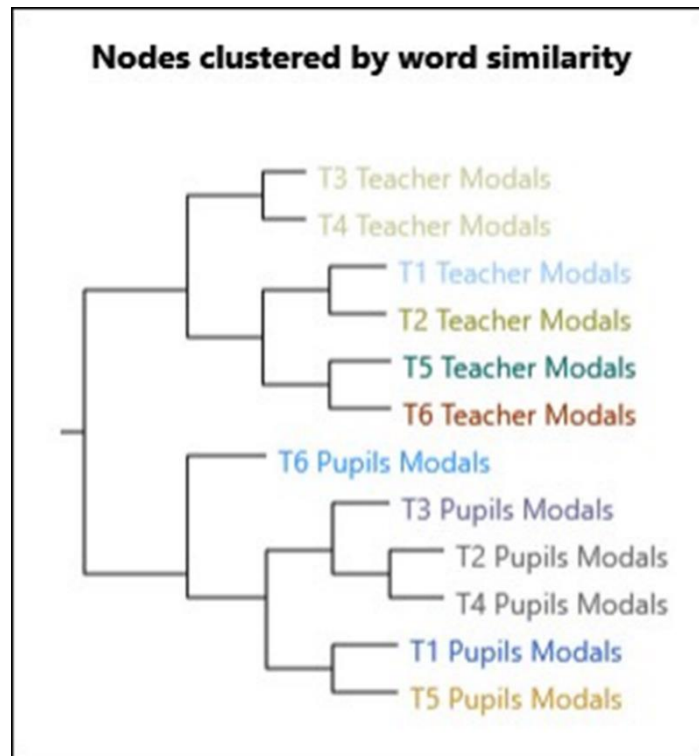 Nodes clustered by word similarity
T3 Teacher Modals
T4 Teacher Modals
T1 Teacher Modals
T2 Teacher Modals
T5 Teacher Modals
T6 Teacher Modals
T6 Pupils Modals
T3 Pupils Modals
T2 Pupils Modals
T4 Pupils Modals
T1 Pupils Modals
T5 Pupils Modals